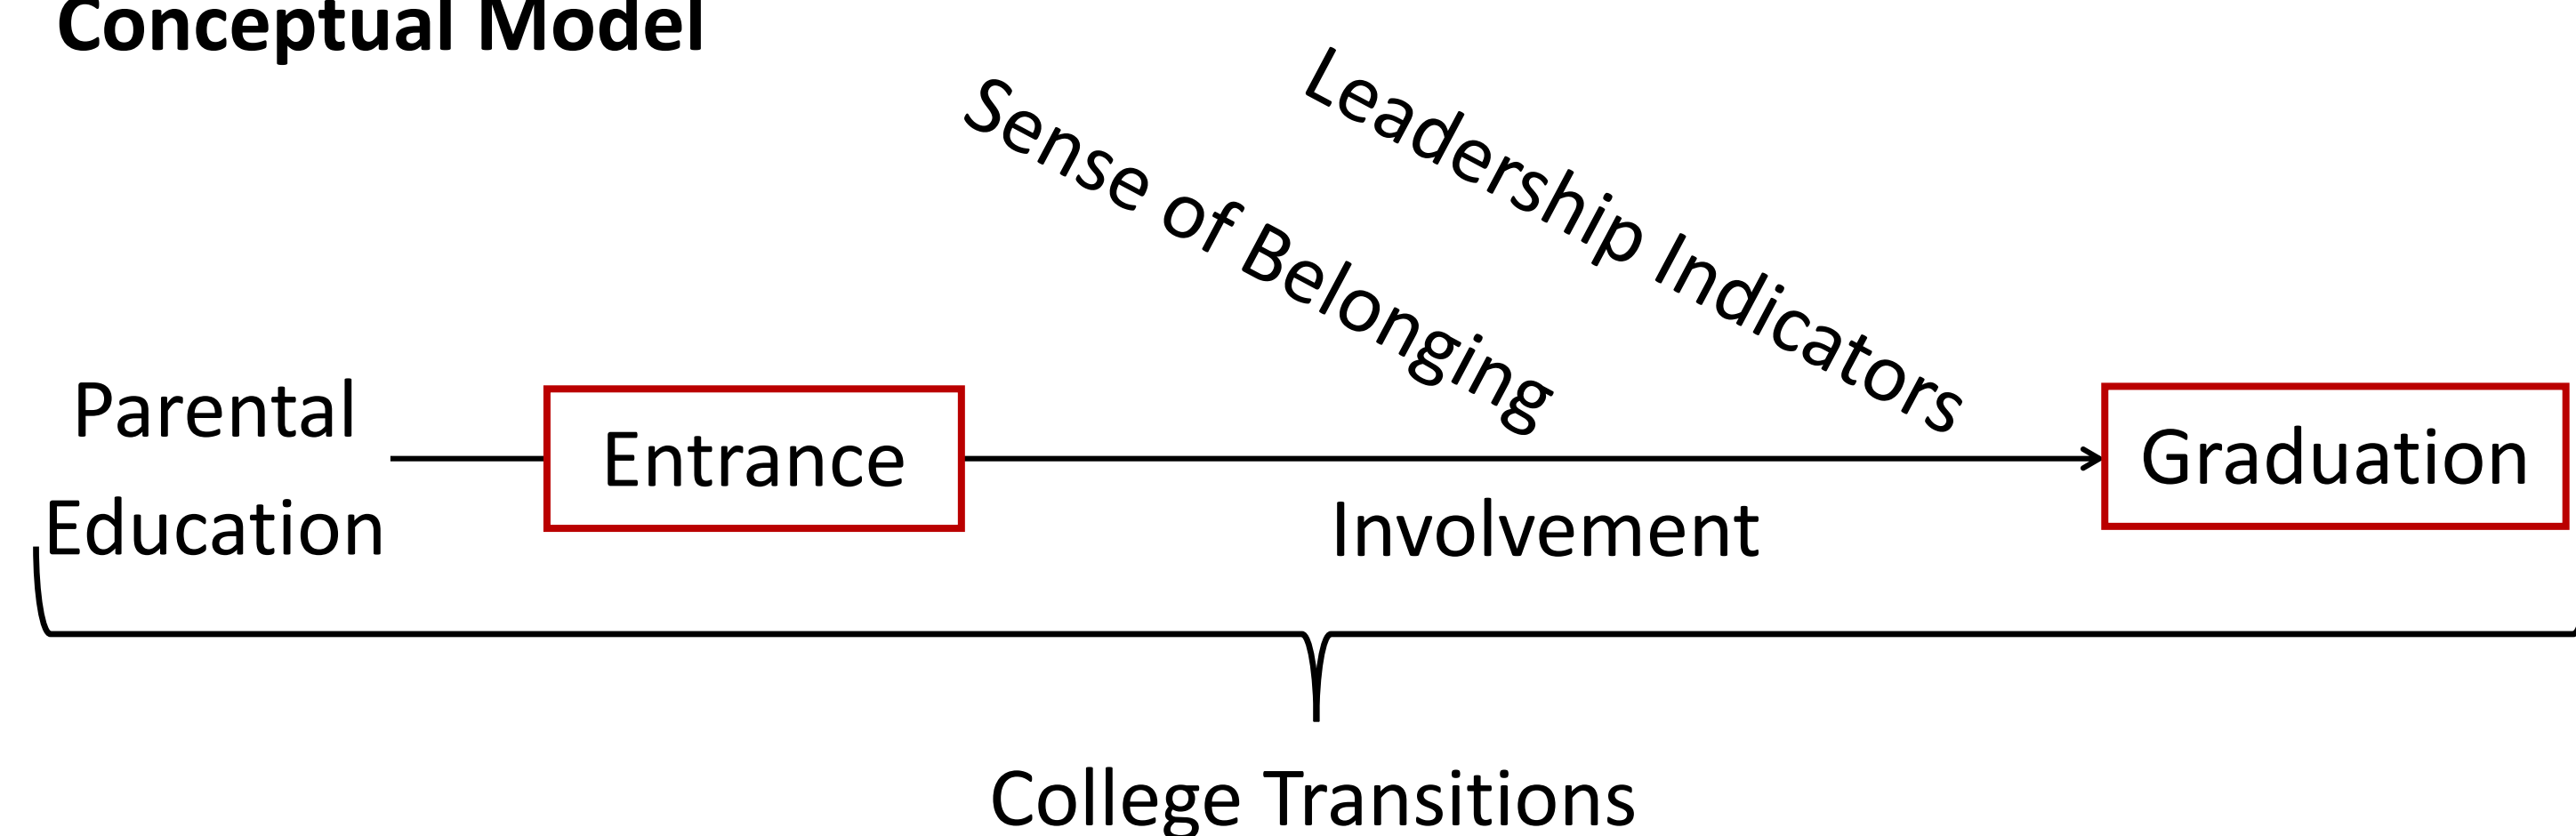 Conceptual Model
Leadership Indicators
Sense of Belonging
Parental
Education
Entrance
Involvement
Graduation
College Transitions